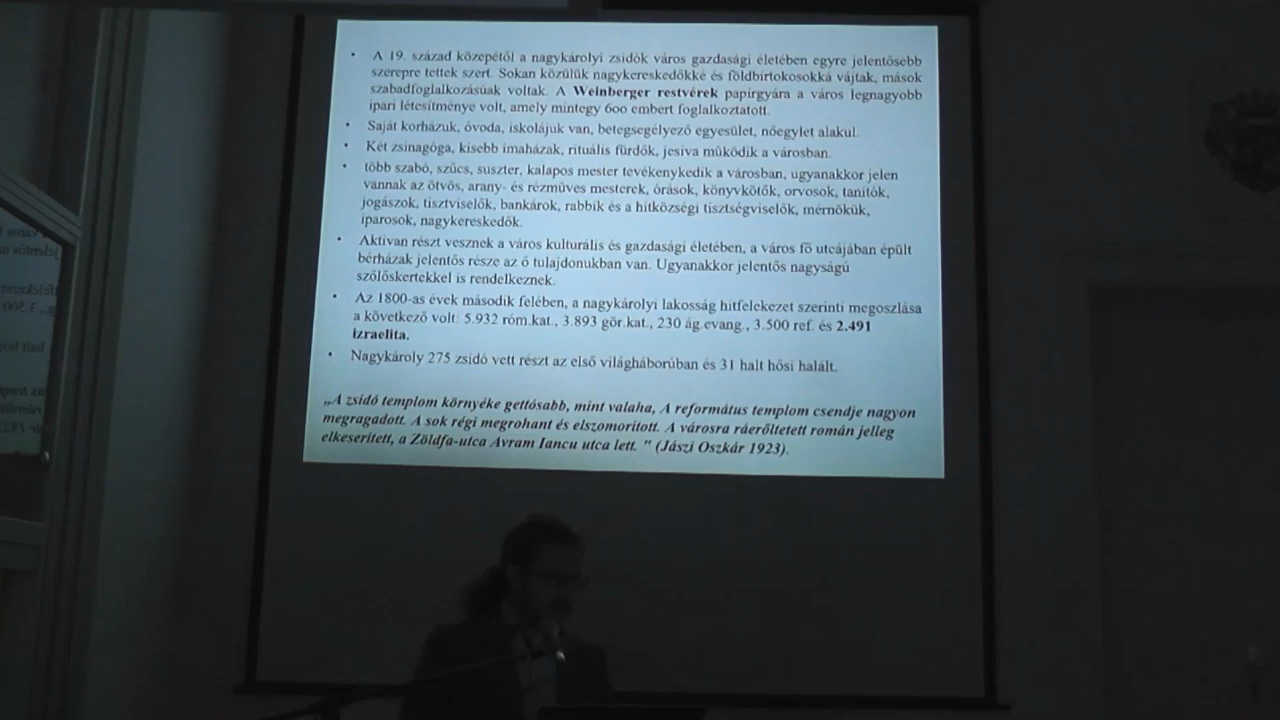 • A 19. század közepétől a nagykárolyi zsidók város gazdasági életében egyre jelentősebb
szerepre tettek szert. Sokan közülük nagykereskedőkké és földbirtokosokká vájtak, mások
szabadfoglalkozásúak voltak. A Weinberger restvérek papírgyára a város legnagyobb
ipari létesítménye volt, amely mintegy 600 embert foglalkoztatott.
• Saját kórházuk, óvoda, iskolájuk van, betegsegélyező egyesület, nőegylet alakul.
• Két zsinagóga, kisebb imaházak, rituális fürdők, jesiva működik a városban.
• több szabó, szűcs, suszter, kalapos mester tevékenykedik a városban, ugyanakkor jelen
vannak az ötvös, arany- és rézműves mesterek, órások, könyvkötők, orvosok, tanítók,
jogászok, tisztviselők, bankárok, rabbik és a hitközségi tisztségviselők, mérnökük,
iparosok, nagykereskedők.
• Aktívan részt vesznek a város kulturális és gazdasági életében, a város fő utcájában épült
bérházak jelentős része az ő tulajdonukban van. Ugyanakkor jelentős nagyságú
szőlőskertekkel is rendelkeznek.
• Az 1800-as évek második felében, a nagykárolyi lakosság hitfelekezet szerinti megoszlása
a következő volt: 5.932 róm.kat., 3.893 gör.kat., 230 ág.evang., 3.500 ref. és 2.491
izraelita.
• Nagykároly 275 zsidó vett részt az első világháborúban és 31 halt hősi halált.
„A zsidó templom környéke gettósabb, mint valaha, A református templom csendje nagyon
megragadott. A sok régi megrohant és elszomorított. A városra ráerőltetett román jelleg
elkeserített, a Zöldfa-utca Avram Iancu utca lett. " (Jászi Oszkár 1923).